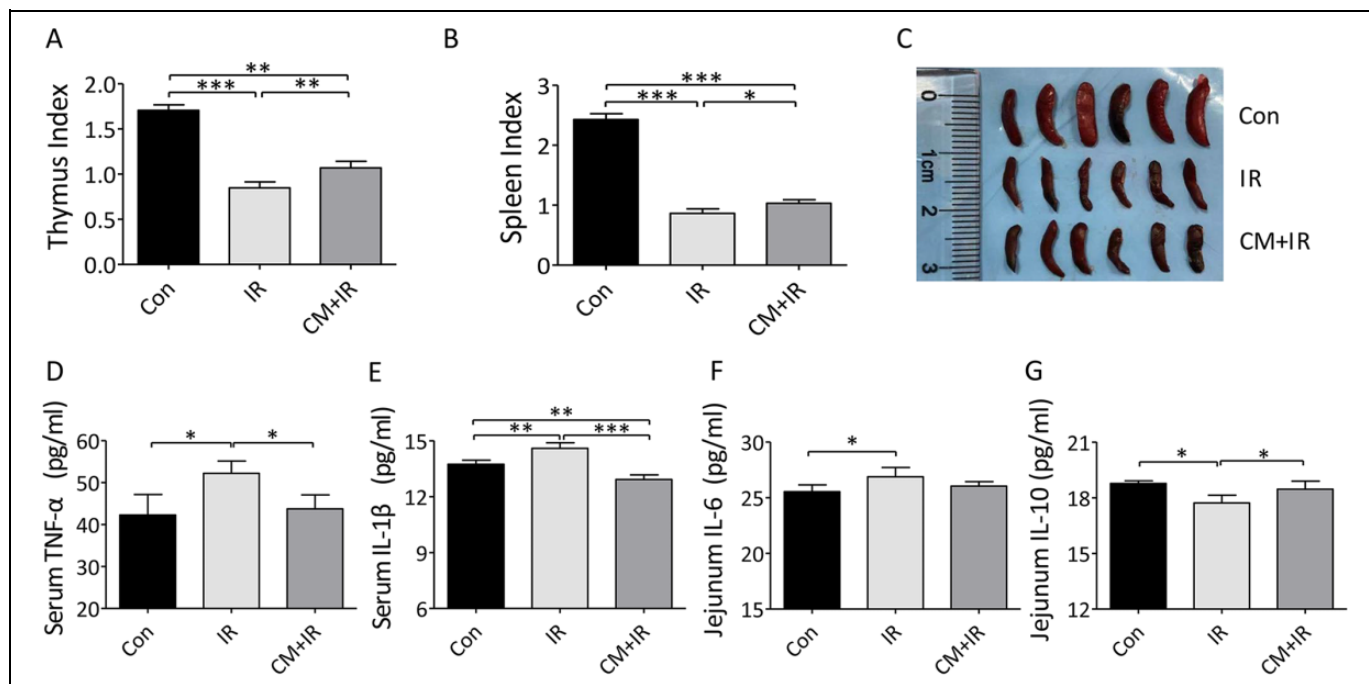 A
Thymus Index
2.0
1.5
1.0
0.5
0.0
**
***
**
Con
IR
CM+IR
B
Spleen Index
3
2
1
0
***
***
*
Con
IR
CM+IR
C
0
1cm
2
3
Con
IR
CM+IR
D
Serum TNF-α (pg/ml)
60
50
40
30
20
*
*
Con
IR
CM+IR
E
Serum IL-1β (pg/ml)
15
12
9
6
**
**
***
Con
IR
CM+IR
F
Jejunum IL-6 (pg/ml)
30
25
20
15
*
Con
IR
CM+IR
G
Jejunum IL-10 (pg/ml)
21
18
15
12
*
*
Con
IR
CM+IR